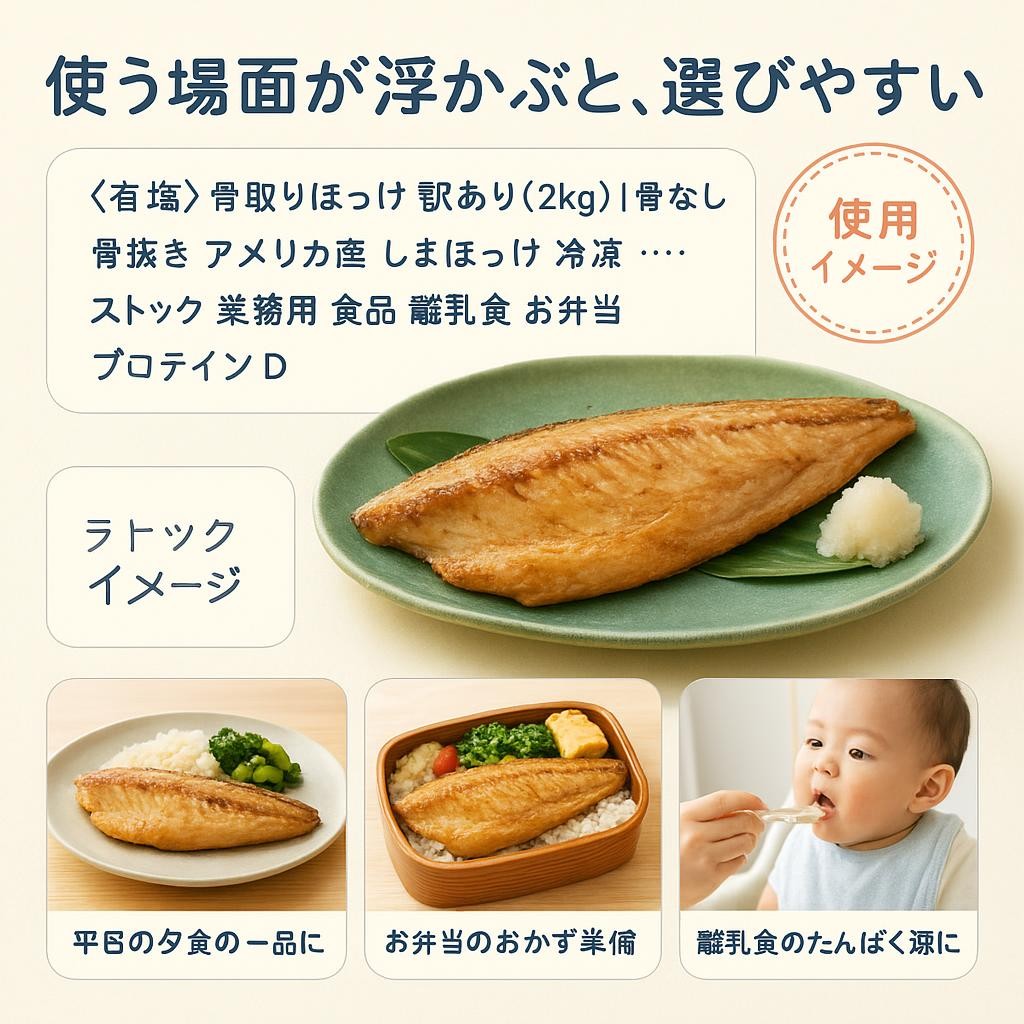 使う場面が浮かぶと、選びやすい
〈有塩〉骨取りほっけ 訳あり(2kg)|骨なし
骨抜き アメリカ産 しまほっけ 冷凍 ‥‥
ストック 業務用 食品 離乳食 お弁当
プロテイン D
使用
イメージ
ラトック
イメージ
平日の夕食の一品に
お弁当のおかず準備
離乳食のたんぱく源に